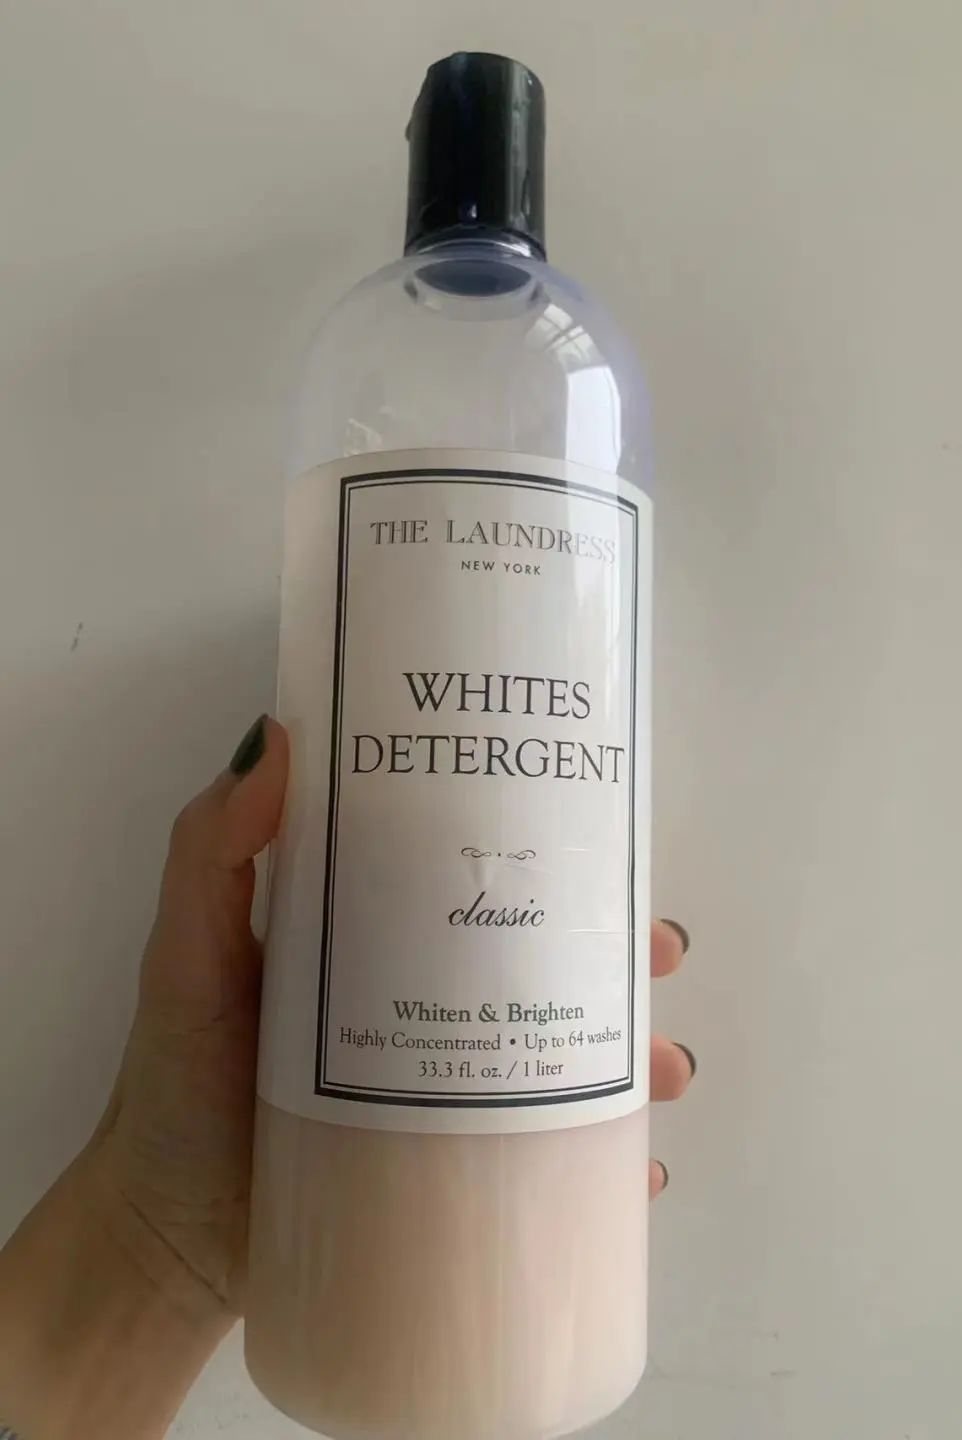 THE LAUNDRESS
NEW YORK
WHITES
DETERGENT
classic
Whiten & Brighten
Highly Concentrated • Up to 64 washes
33.3 fl. oz. / 1 liter